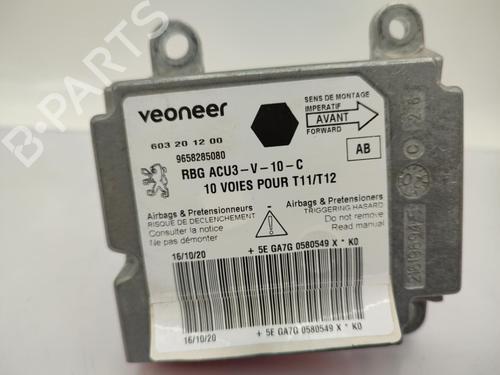 B-PARTS
veoneer
603 20 12 00
9658285080
SENS DE MONTAGE
IMPERATIF
AVANT
FORWARD
RBG ACU3-V-10-C
10 VOIES POUR T11/T12
AB
Airbags & Pretensionneurs
RISQUE DE DECLENCHEMENT
Consulter la notice
Ne pas démonter
Airbags & Pretensioners
TRIGGERING HASARD
Do not remove
Read manual
16/10/20
+ 5E GA7G 0580549 X * K0
16/10/20
+ 5E GA7G 0580549 X * K0